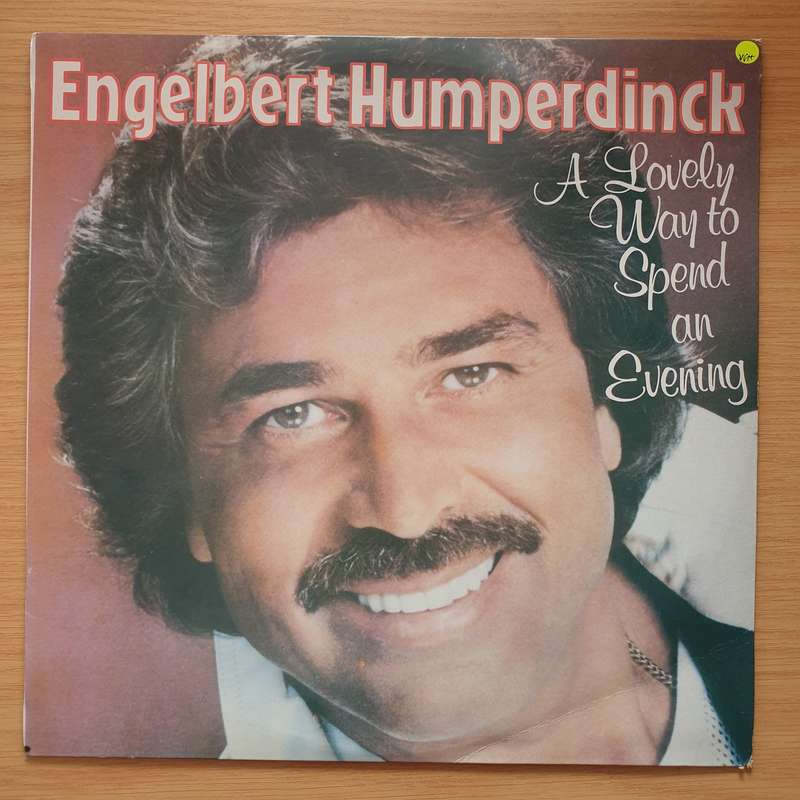 Engelbert Humperdinck
A Lovely
Way to
Spend
an
Evening